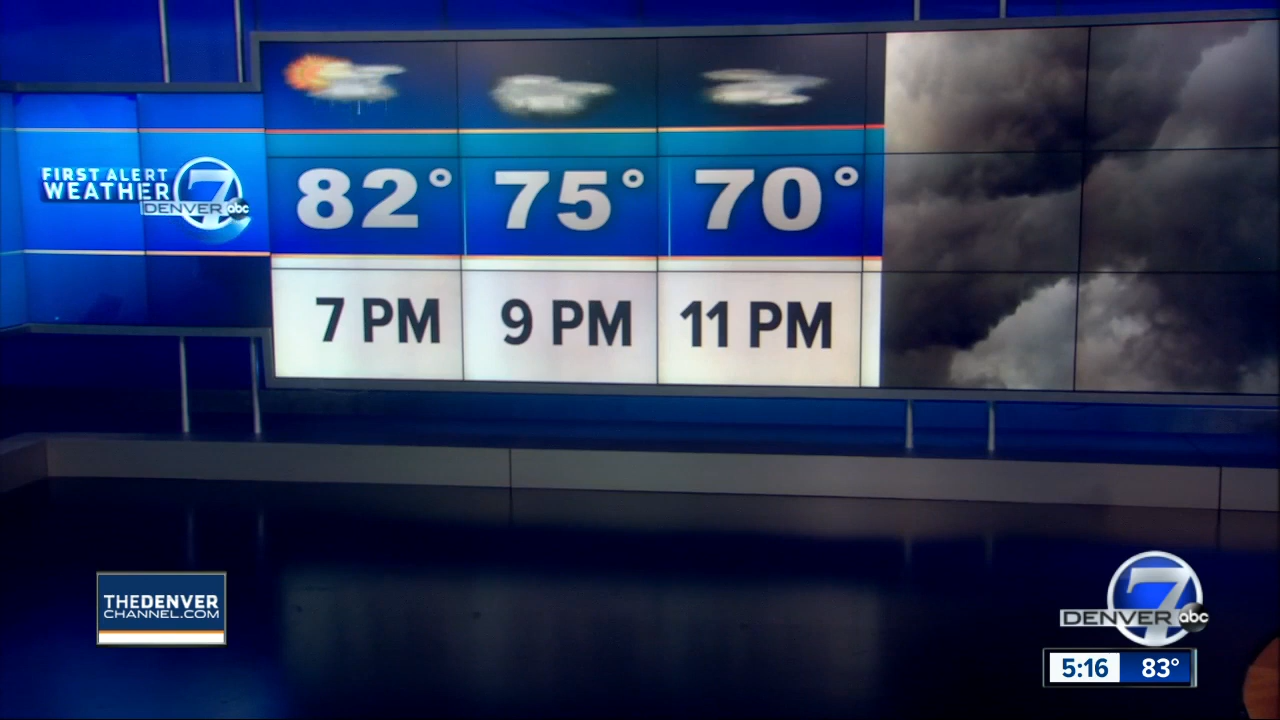 FIRST ALERT
WEATHER
7
DENVER abc
82° 75° 70°
7 PM 9 PM 11 PM
THEDENVER
CHANNEL.COM
7
DENVER abc
5:16 83°